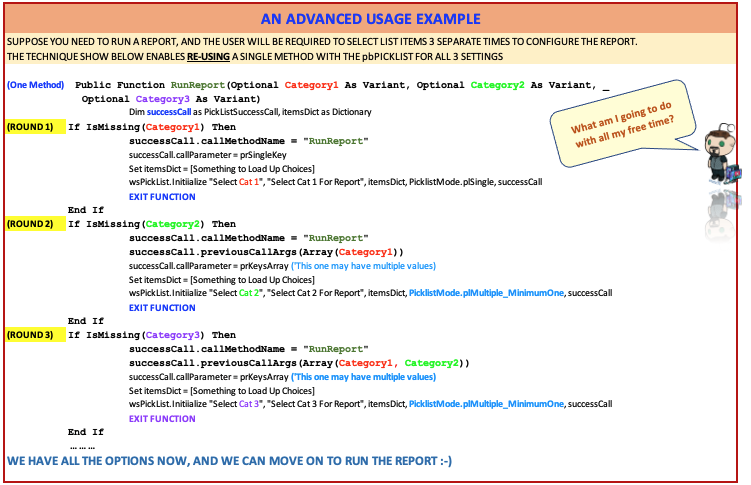 AN ADVANCED USAGE EXAMPLE
SUPPOSE YOU NEED TO RUN A REPORT, AND THE USER WILL BE REQUIRED TO SELECT LIST ITEMS 3 SEPARATE TIMES TO CONFIGURE THE REPORT.
THE TECHNIQUE SHOW BELOW ENABLES RE-USING A SINGLE METHOD WITH THE pbPICKLIST FOR ALL 3 SETTINGS
(One Method) Public Function RunReport(Optional Category1 As Variant, Optional Category2 As Variant, _
Optional Category3 As Variant)
Dim successCall as PickListSuccessCall, itemsDict as Dictionary
What am I going to do
with all my free time?
(ROUND 1) If IsMissing(Category1) Then
successCall.callMethodName = "RunReport"
successCall.callParameter = prSingleKey
Set itemsDict = [Something to Load Up Choices]
wsPickList.Initiialize "Select Cat 1", "Select Cat 1 For Report", itemsDict, PicklistMode.plSingle, successCall
EXIT FUNCTION
End If
(ROUND 2) If IsMissing(Category2) Then
successCall.callMethodName = "RunReport"
successCall.previousCallArgs(Array(Category1))
successCall.callParameter = prKeysArray ('This one may have multiple values)
Set itemsDict = [Something to Load Up Choices]
wsPickList.Initiialize "Select Cat 2", "Select Cat 2 For Report", itemsDict, PicklistMode.plMultiple_MinimumOne, successCall
EXIT FUNCTION
End If
(ROUND 3) If IsMissing(Category3) Then
successCall.callMethodName = "RunReport"
successCall.previousCallArgs(Array(Category1, Category2))
successCall.callParameter = prKeysArray ('This one may have multiple values)
Set itemsDict = [Something to Load Up Choices]
wsPickList.Initiialize "Select Cat 3", "Select Cat 3 For Report", itemsDict, PicklistMode.plMultiple_MinimumOne, successCall
EXIT FUNCTION
End If
... ... ...
WE HAVE ALL THE OPTIONS NOW, AND WE CAN MOVE ON TO RUN THE REPORT :-)